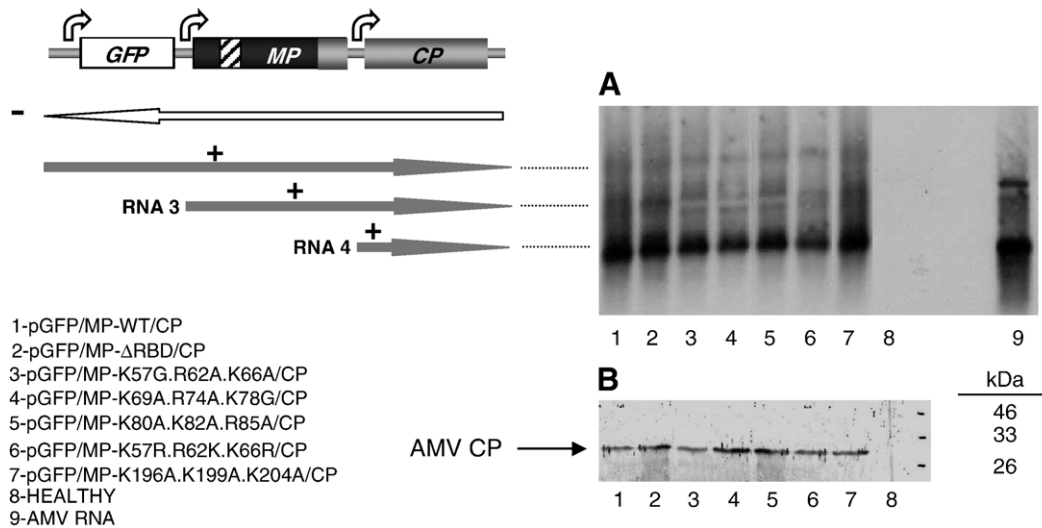 GFP MP CP
A
-
+
+
RNA 3
+
RNA 4
1 2 3 4 5 6 7 8 9
1-pGFP/MP-WT/CP
2-pGFP/MP-ΔRBD/CP
3-pGFP/MP-K57G.R62A.K66A/CP
4-pGFP/MP-K69A.R74A.K78G/CP
5-pGFP/MP-K80A.K82A.R85A/CP
6-pGFP/MP-K57R.R62K.K66R/CP
7-pGFP/MP-K196A.K199A.K204A/CP
8-HEALTHY
9-AMV RNA
B
kDa
46
33
26
AMV CP
1 2 3 4 5 6 7 8